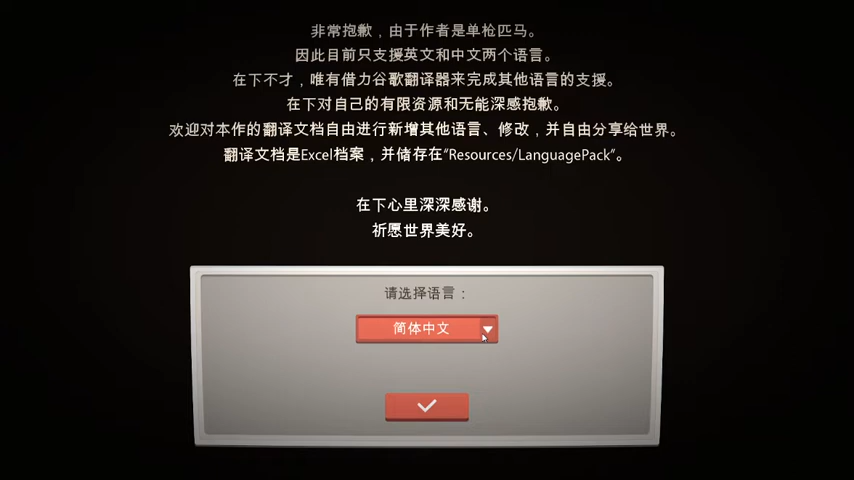 非常抱歉，由于作者是单枪匹马。
因此目前只支援英文和中文两个语言。
在下不才，唯有借力谷歌翻译器来完成其他语言的支援。
在下对自己的有限资源和无能深感抱歉。
欢迎对本作的翻译文档自由进行新增其他语言、修改，并自由分享给世界。
翻译文档是Excel档案，并储存在“Resources/LanguagePack”。
在下心里深深感谢。
祈愿世界美好。
请选择语言：
简体中文